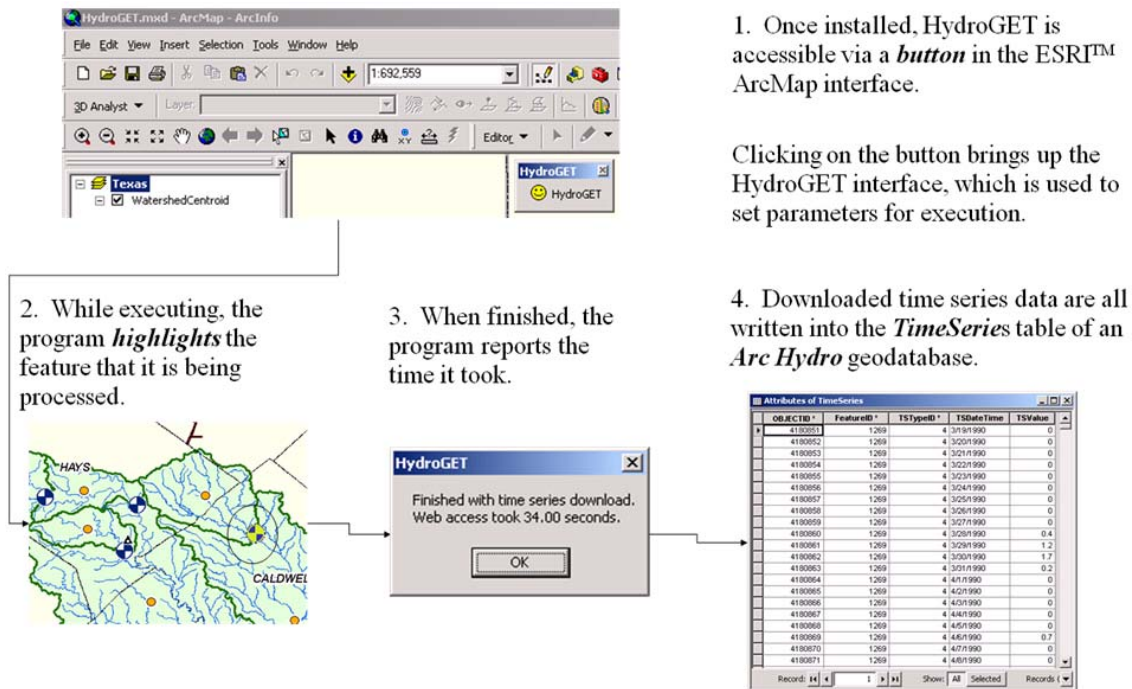 HydroGET.mxd - ArcMap - ArcInfo
File Edit View Insert Selection Tools Window Help
1:692,559
3D Analyst Layer:
Editor
Texas
WatershedCentroid
HydroGET
HydroGET
1. Once installed, HydroGET is
accessible via a button in the ESRI™
ArcMap interface.
Clicking on the button brings up the
HydroGET interface, which is used to
set parameters for execution.
2. While executing, the
program highlights the
feature that it is being
processed.
HAYS
CALDWEL
3. When finished, the
program reports the
time it took.
HydroGET
Finished with time series download.
Web access took 34.00 seconds.
OK
4. Downloaded time series data are all
written into the TimeSeries table of an
Arc Hydro geodatabase.
Attributes of TimeSeries
OBJECTID * FeatureID * TSTypeID * TSDateTime TSValue
4180851 1269 4 3/19/1990 0
4180852 1269 4 3/20/1990 0
4180853 1269 4 3/21/1990 0
4180854 1269 4 3/22/1990 0
4180855 1269 4 3/23/1990 0
4180856 1269 4 3/24/1990 0
4180857 1269 4 3/25/1990 0
4180858 1269 4 3/26/1990 0
4180859 1269 4 3/27/1990 0
4180860 1269 4 3/28/1990 0.4
4180861 1269 4 3/29/1990 1.2
4180862 1269 4 3/30/1990 1.7
4180863 1269 4 3/31/1990 0.2
4180864 1269 4 4/1/1990 0
4180865 1269 4 4/2/1990 0
4180866 1269 4 4/3/1990 0
4180867 1269 4 4/4/1990 0
4180868 1269 4 4/5/1990 0
4180869 1269 4 4/6/1990 0.7
4180870 1269 4 4/7/1990 0
4180871 1269 4 4/8/1990 0
Record: 1 Show: All Selected Records (